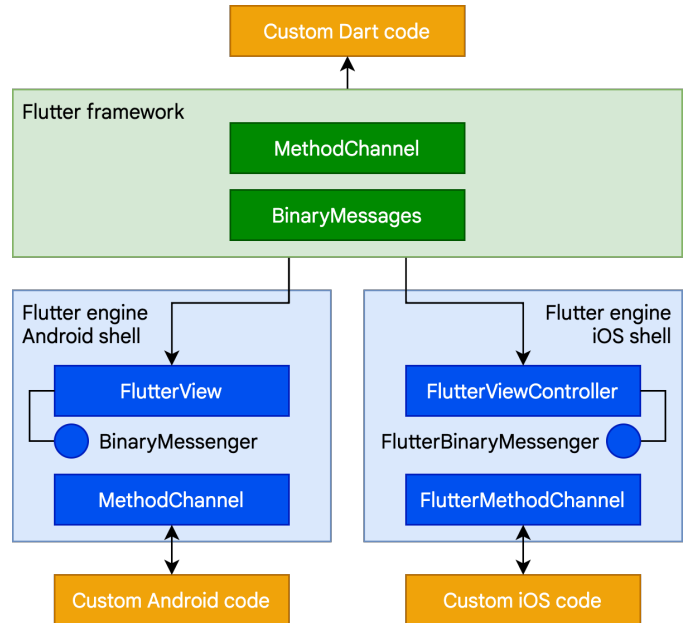 Custom Dart code
Flutter framework
MethodChannel
BinaryMessages
Flutter engine
Android shell
FlutterView
BinaryMessenger
MethodChannel
Custom Android code
Flutter engine
iOS shell
FlutterViewController
FlutterBinaryMessenger
FlutterMethodChannel
Custom iOS code